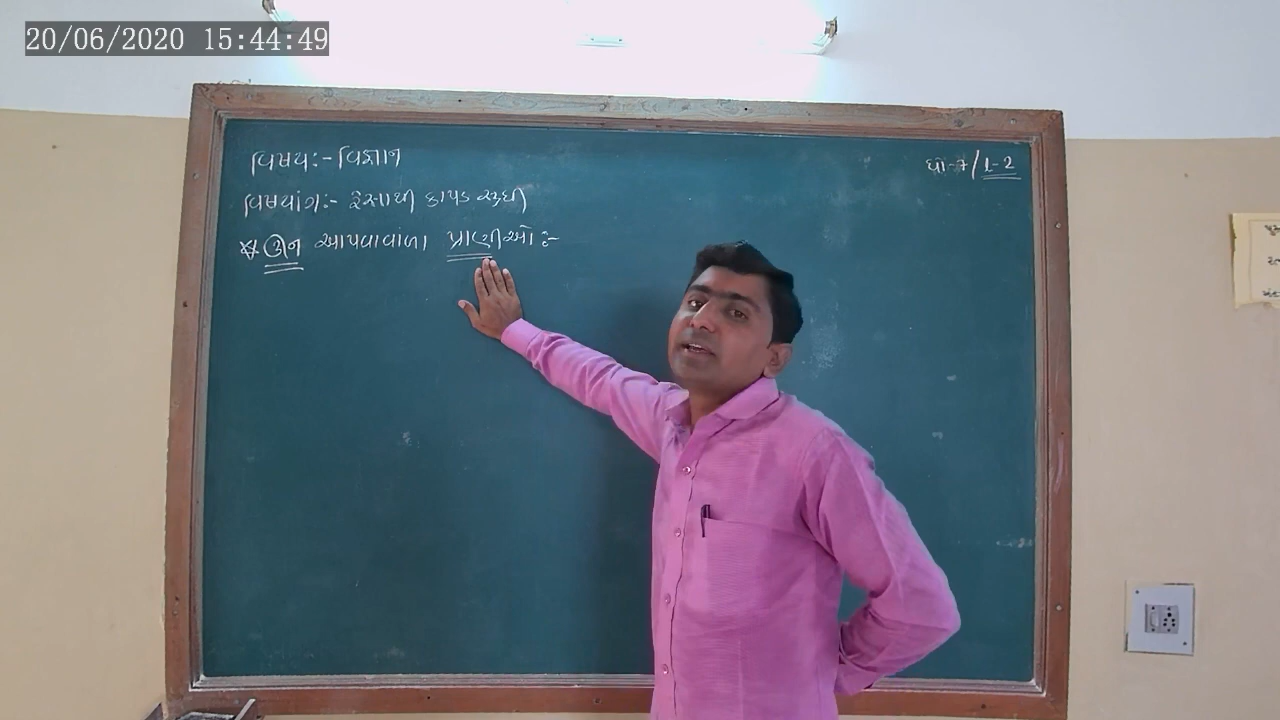 20/06/2020 15:44:49
વિષય:- વિજ્ઞાન
ધો-7/1-2
વિષયાંગ:- રેસાથી કાપડ સુધી
* ઊન આપવાવાળા પ્રાણીઓ:-